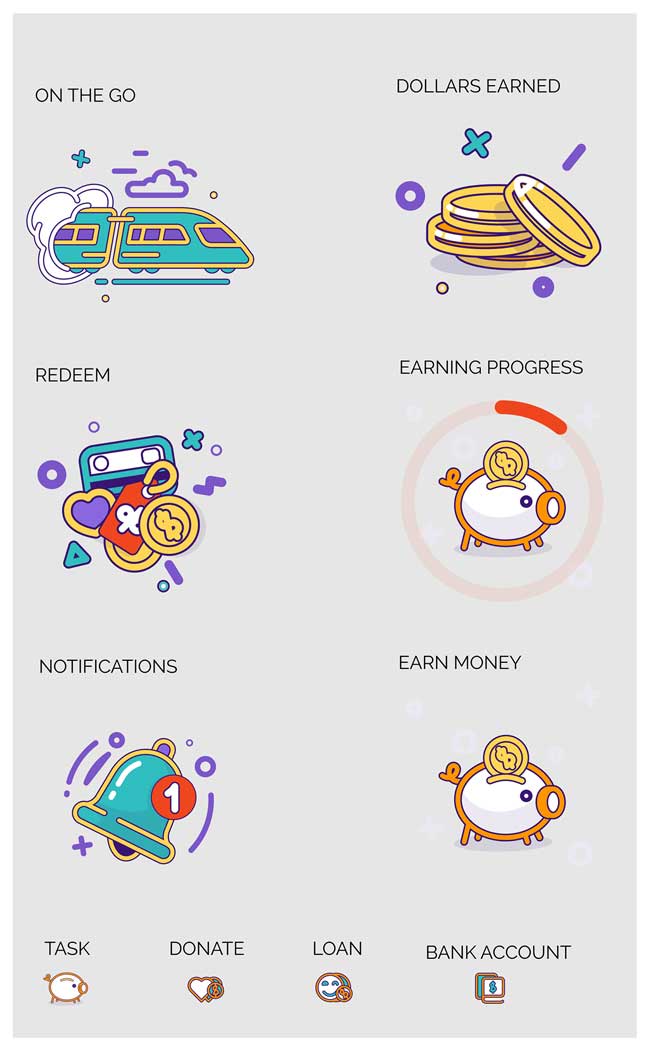 ON THE GO
DOLLARS EARNED
REDEEM
EARNING PROGRESS
NOTIFICATIONS
1
EARN MONEY
TASK
DONATE
LOAN
BANK ACCOUNT
$